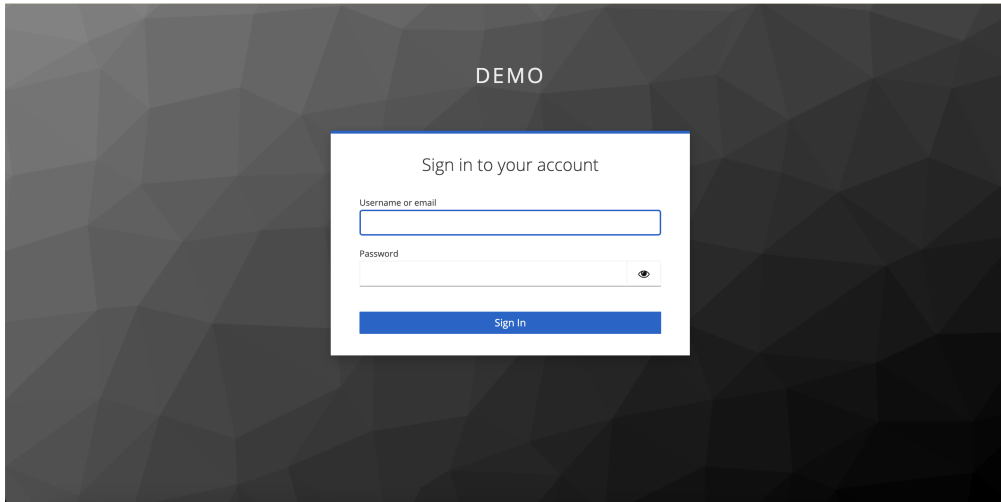 DEMO
Sign in to your account
Username or email
Password
Sign In